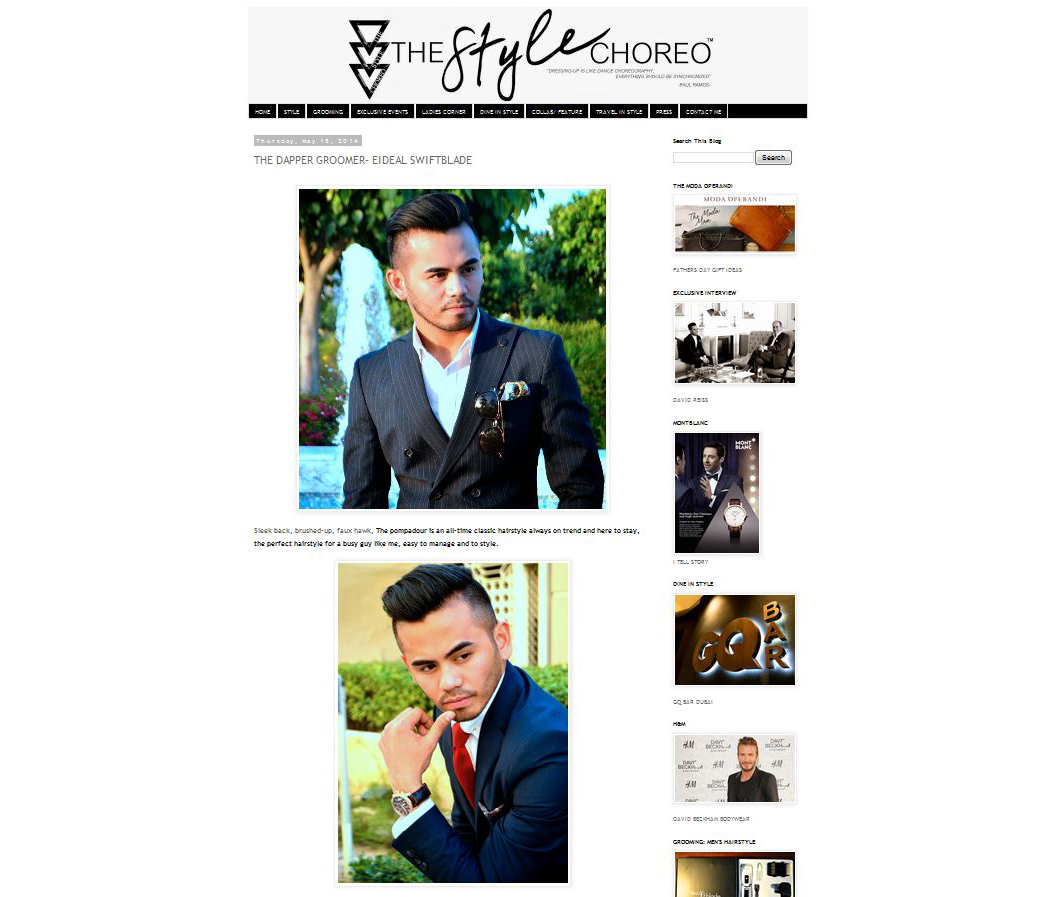 THE Style CHOREO™
"DRESSING-UP IS LIKE DANCE CHOREOGRAPHY,
EVERYTHING SHOULD BE SYNCHRONIZED"
-PAUL RAMOS-
HOME STYLE GROOMING EXCLUSIVE EVENTS LADIES CORNER DINE IN STYLE COLLAB/ FEATURE TRAVEL IN STYLE PRESS CONTACT ME
Thursday, May 15, 2014
THE DAPPER GROOMER- EIDEAL SWIFTBLADE
Sleek back, brushed-up, faux hawk, The pompadour is an all-time classic hairstyle always on trend and here to stay,
the perfect hairstyle for a busy guy like me, easy to manage and to style.
Search This Blog
Search
THE MODA OPERANDI
MODA OPERANDI
The Moda
Man
FATHERS DAY GIFT IDEAS
EXCLUSIVE INTERVIEW
DAVID REISS
MONTBLANC
MONT
BLANC
I TELL STORY
DINE IN STYLE
GQ BAR
GQ BAR DUBAI
H&M
H&M
DAVID BECKHAM BODYWEAR
GROOMING: MEN'S HAIRSTYLE